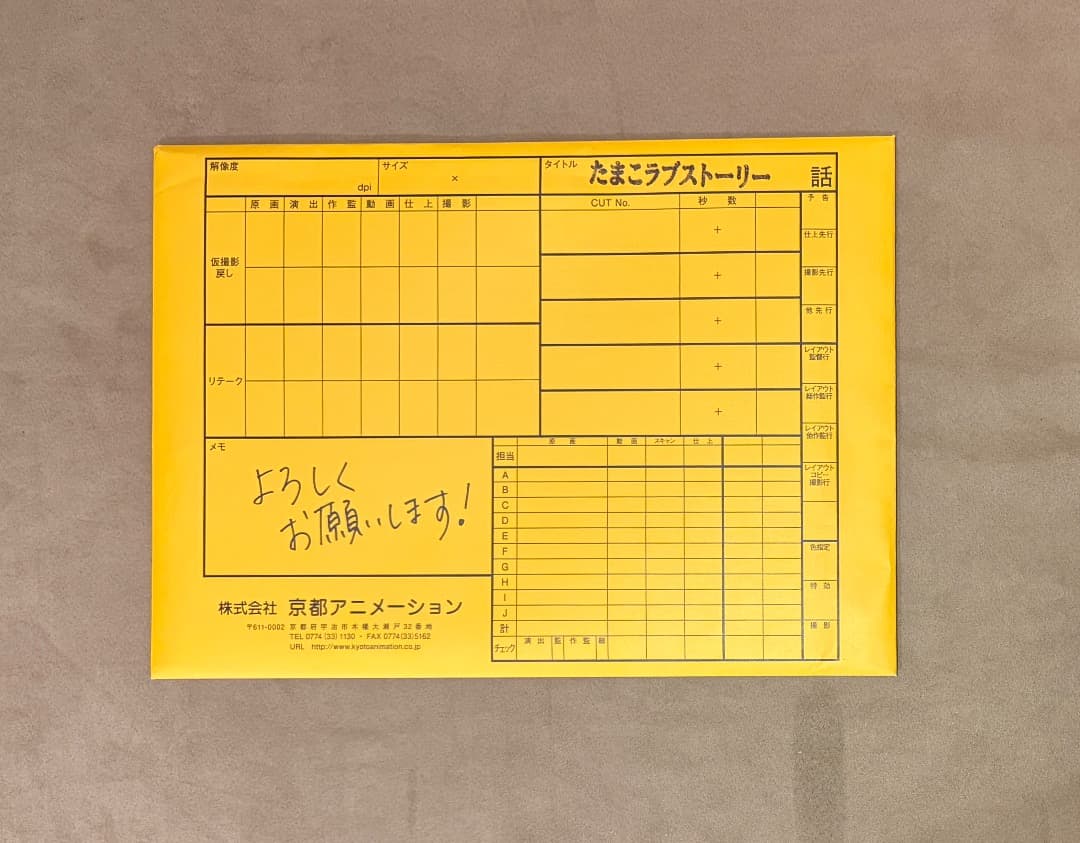 解像度 dpi サイズ × タイトル たまこラブストーリー 話
原画 演出 作監 動画 仕上 撮影
CUT No. 秒数
予告
仮撮影
戻し
+
仕上先行
+
撮影先行
+
他先行
リテーク
+
レイアウト
監督行
+
レイアウト
総作監行
レイアウト
作監行
レイアウト
コピー
撮影行
色指定
特効
撮影
メモ
よろしく
お願いします!
原画 動画 スキャン 仕上
担当
A
B
C
D
E
F
G
H
I
J
計
チェック 演出 監 作監
株式会社 京都アニメーション
〒611-0002 京都府宇治市木幡大瀬戸32番地
TEL 0774(33)1130・FAX 0774(33)5162
URL http://www.kyotoanimation.co.jp